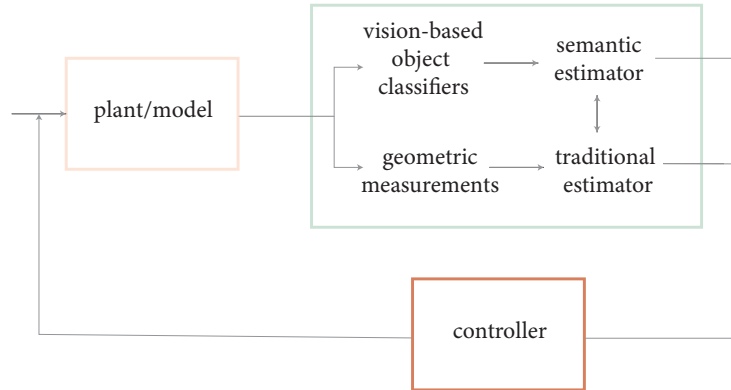 plant/model
vision-based
object
classifiers
semantic
estimator
geometric
measurements
traditional
estimator
controller